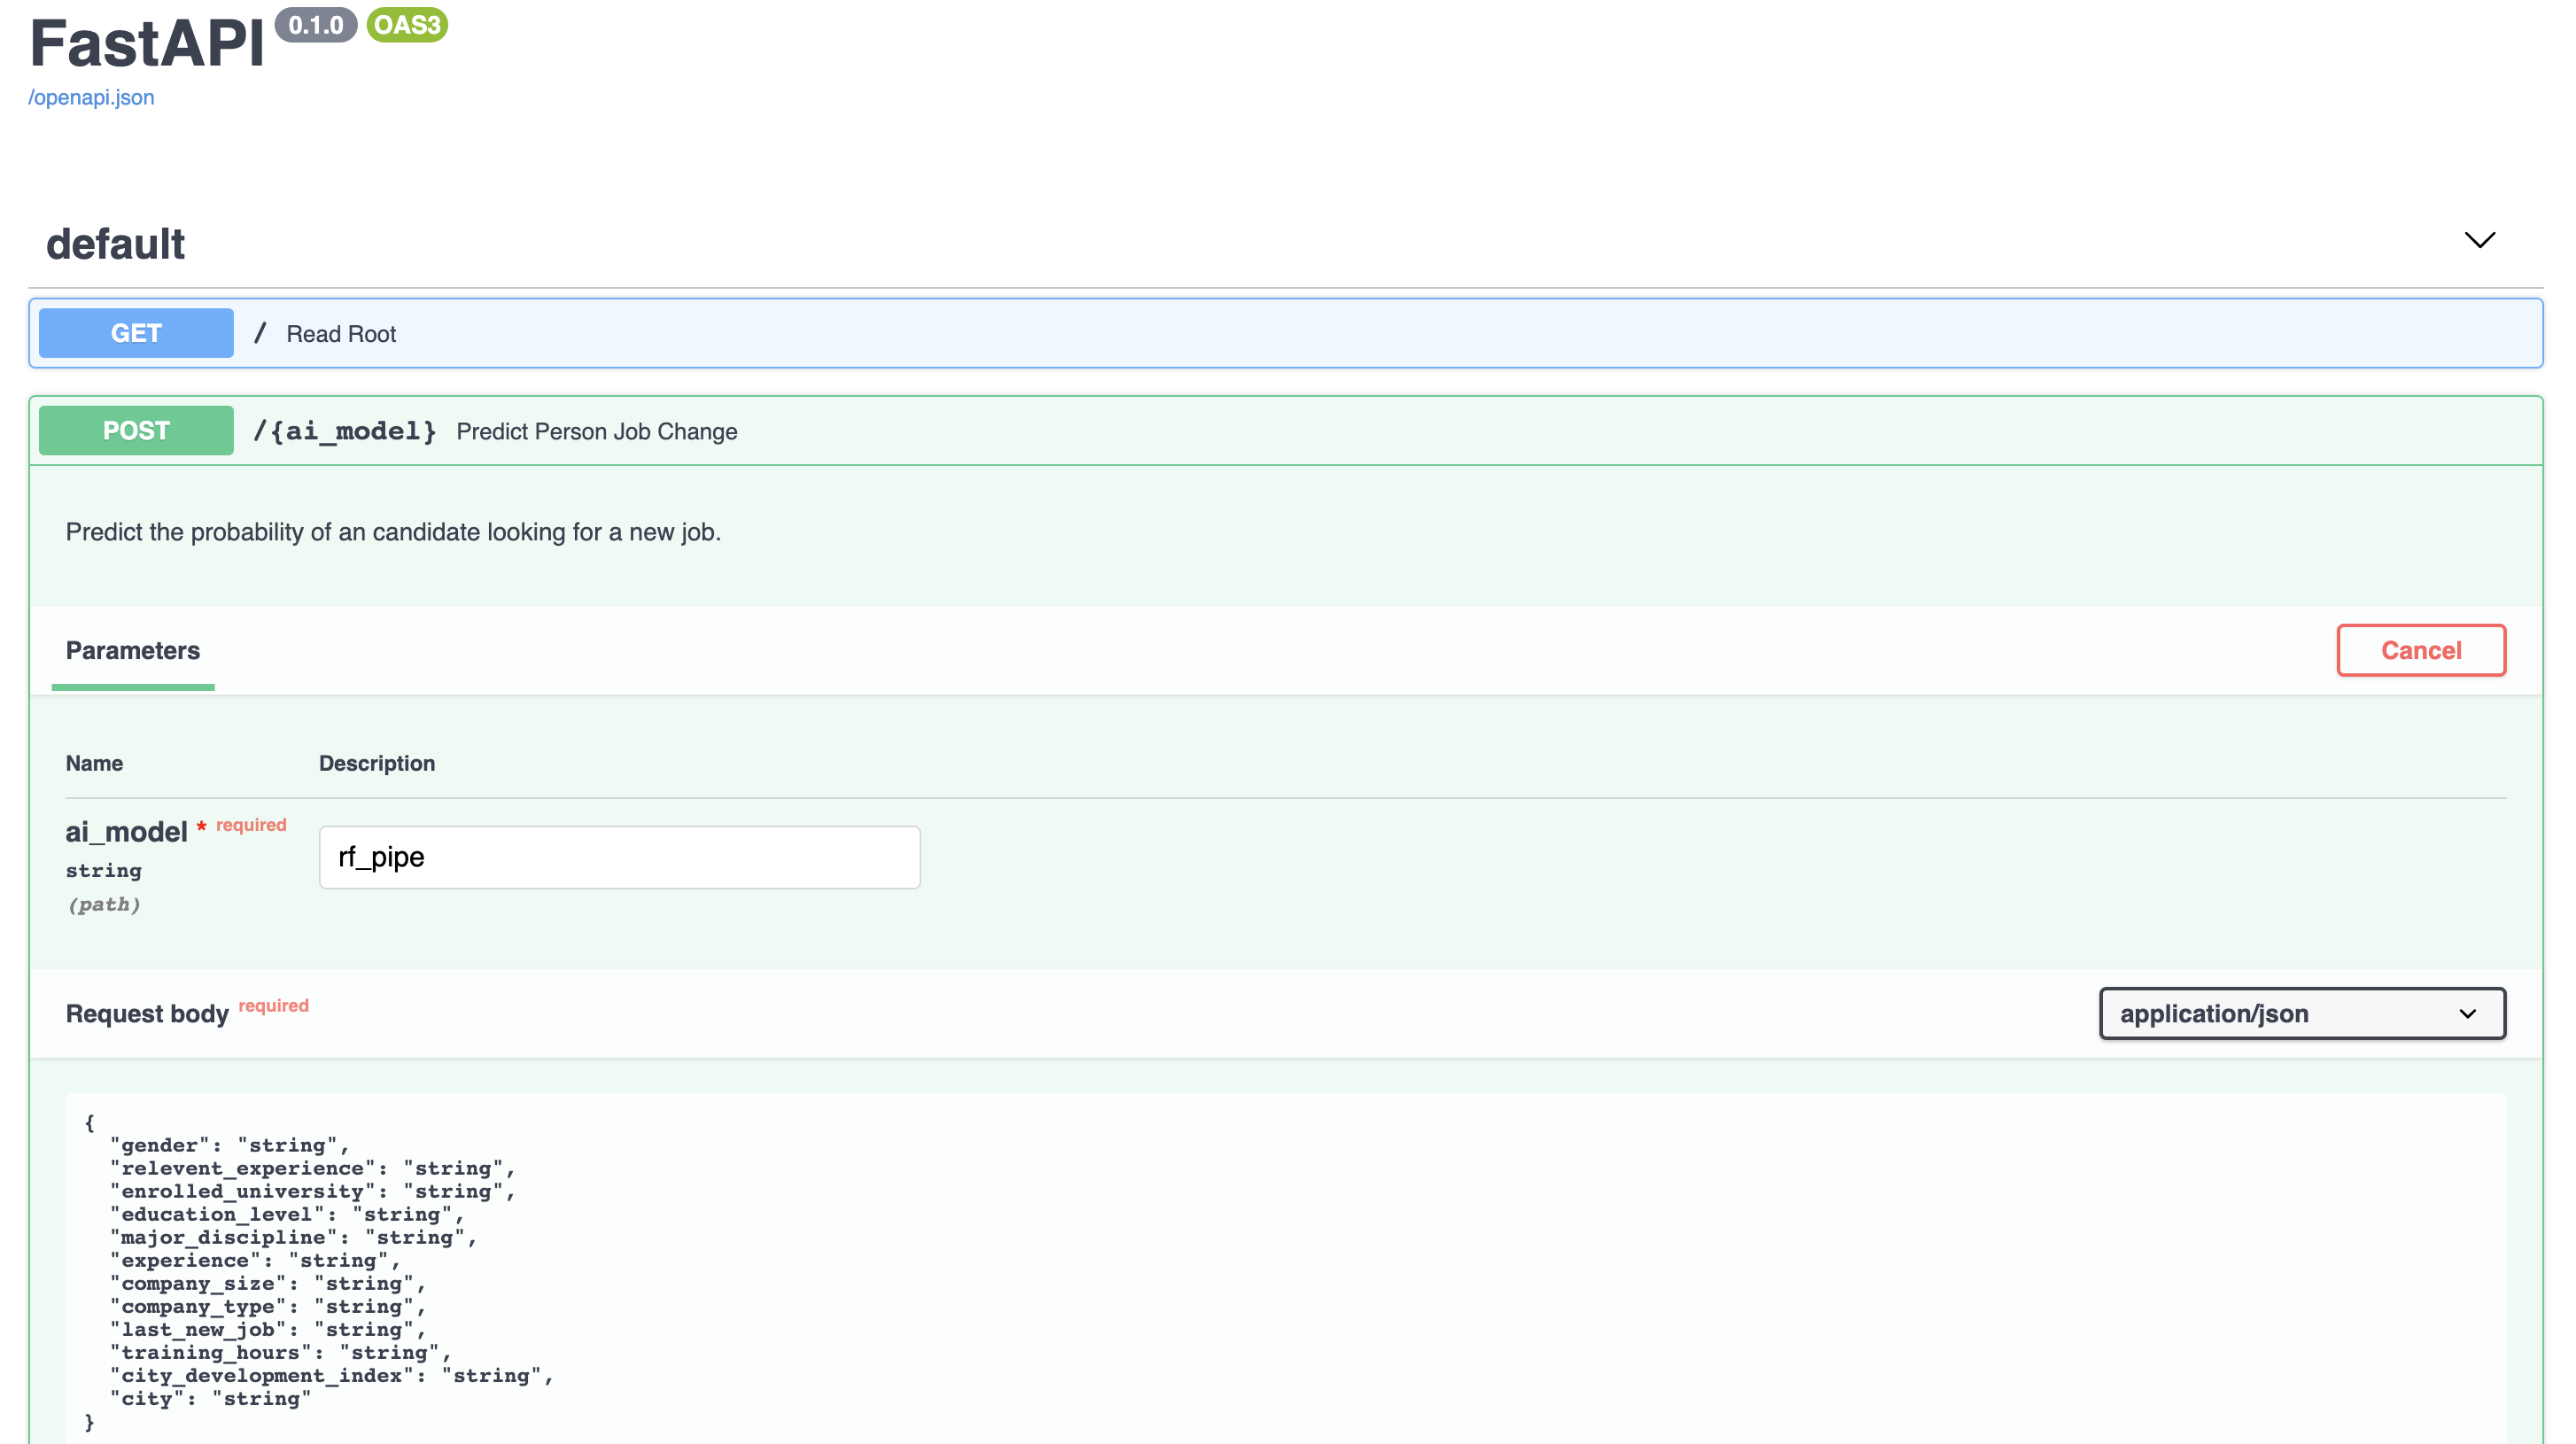 FastAPI 0.1.0 OAS3
/openapi.json
default
GET / Read Root
POST /{ai_model} Predict Person Job Change
Predict the probability of an candidate looking for a new job.
Parameters Cancel
Name Description
ai_model * required
string
(path)
rf_pipe
Request body required application/json
{
  "gender": "string",
  "relevent_experience": "string",
  "enrolled_university": "string",
  "education_level": "string",
  "major_discipline": "string",
  "experience": "string",
  "company_size": "string",
  "company_type": "string",
  "last_new_job": "string",
  "training_hours": "string",
  "city_development_index": "string",
  "city": "string"
}